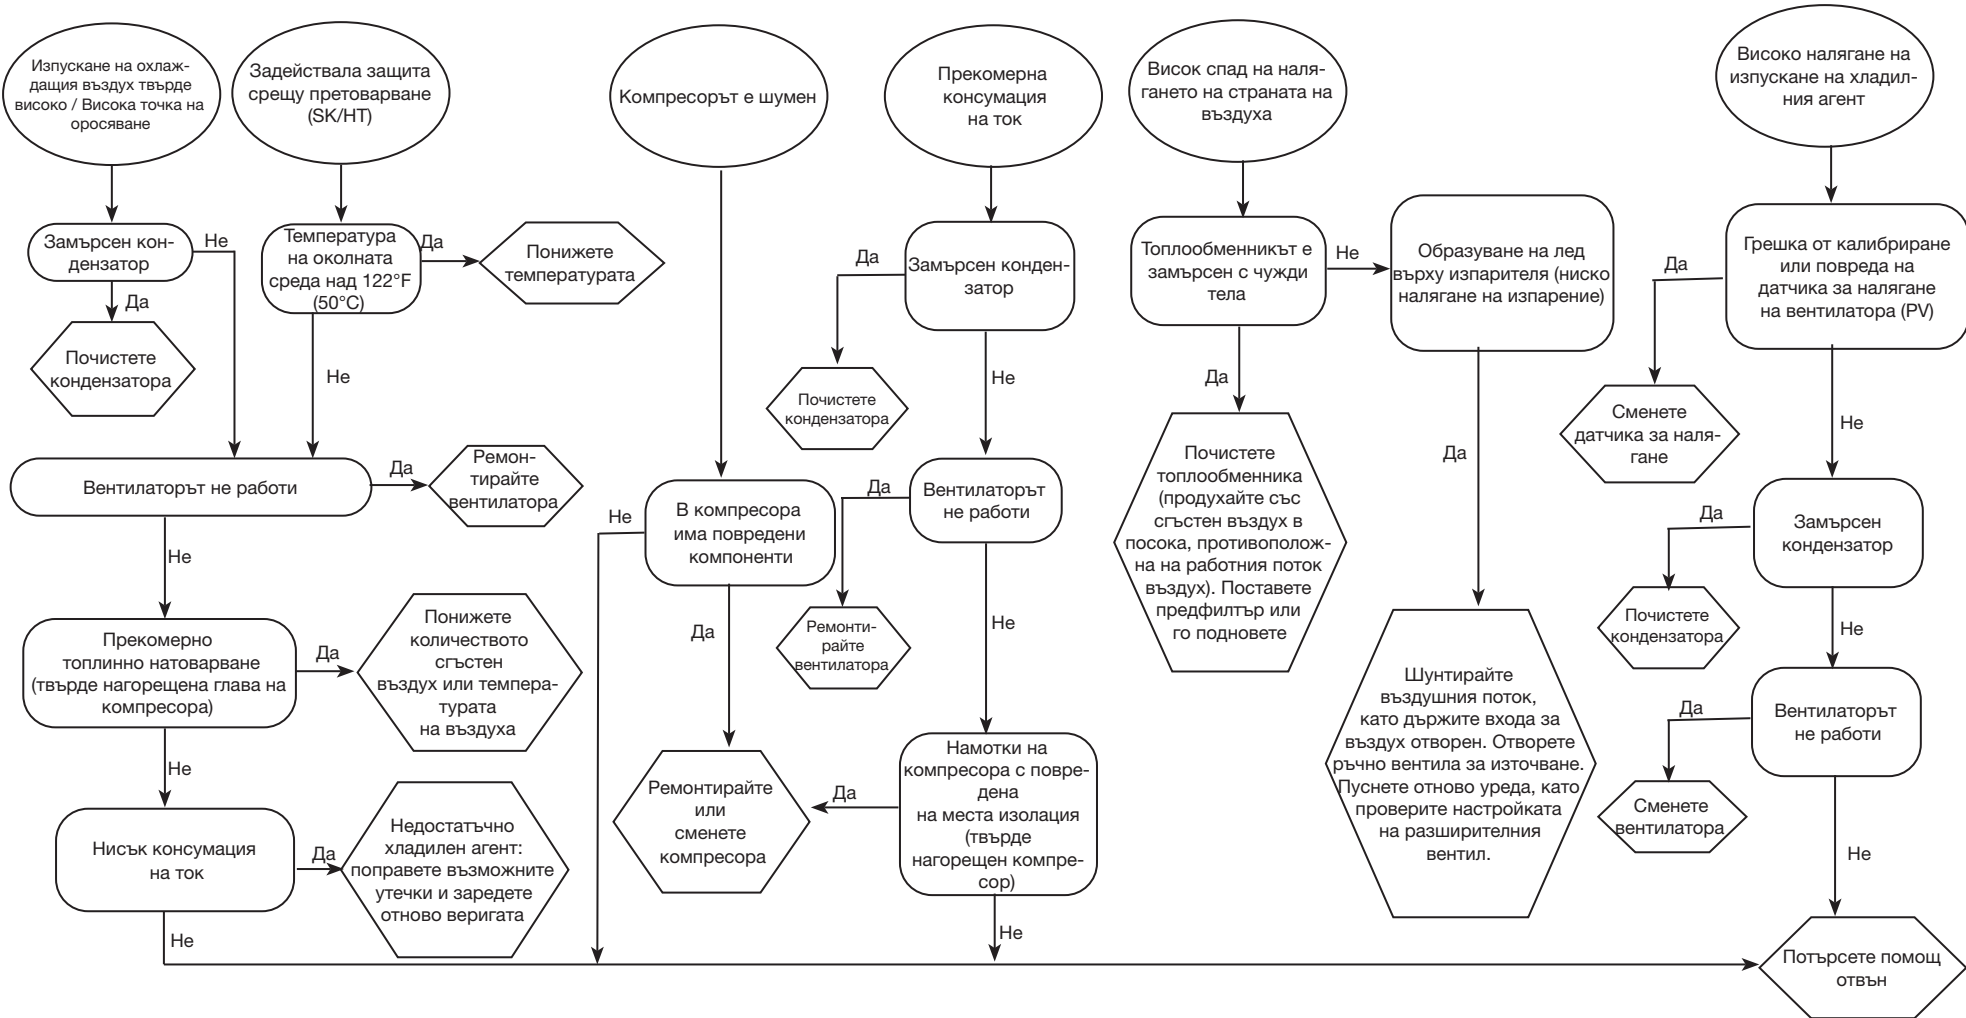 Изпускане на охлаж-
дащия въздух твърде
високо / Висока точка на
оросяване
Замърсен кон-
дензатор
Не
Да
Почистете
кондензатора
Задействала защита
срещу претоварване
(SK/HT)
Температура
на околната
среда над 122°F
(50°C)
Да
Понижете
температурата
Не
Вентилаторът не работи
Да
Ремон-
тирайте
вентилатора
Не
Прекомерно
топлинно натоварване
(твърде нагорещена глава на
компресора)
Да
Понижете
количеството
сгъстен
въздух или темпера-
турата
на въздуха
Не
Нисък консумация
на ток
Да
Недостатъчно
хладилен агент:
поправете възможните
утечки и заредете
отново веригата
Не
Компресорът е шумен
Не
В компресора
има повредени
компоненти
Да
Ремонтирайте
или
сменете
компресора
Прекомерна
консумация
на ток
Да
Замърсен конден-
затор
Почистете
кондензатора
Не
Да
Вентилаторът
не работи
Ремонти-
райте
вентилатора
Не
Намотки на
компресора с повре-
дена
на места изолация
(твърде
нагорещен компре-
сор)
Да
Не
Висок спад на наля-
гането на страната на
въздуха
Топлообменникът е
замърсен с чужди
тела
Не
Образуване на лед
върху изпарителя (ниско
налягане на изпарение)
Да
Почистете
топлообменника
(продухайте със
сгъстен въздух в
посока, противополож-
на на работния поток
въздух). Поставете
предфилтър или
го подновете
Да
Шунтирайте
въздушния поток,
като държите входа за
въздух отворен. Отворете
ръчно вентила за източване.
Пуснете отново уреда, като
проверите настройката
на разширителния
вентил.
Високо налягане на
изпускане на хладил-
ния агент
Грешка от калибриране
или повреда на
датчика за налягане
на вентилатора (PV)
Да
Сменете
датчика за наля-
гане
Не
Да
Замърсен
кондензатор
Почистете
кондензатора
Не
Да
Вентилаторът
не работи
Сменете
вентилатора
Не
Потърсете помощ
отвън